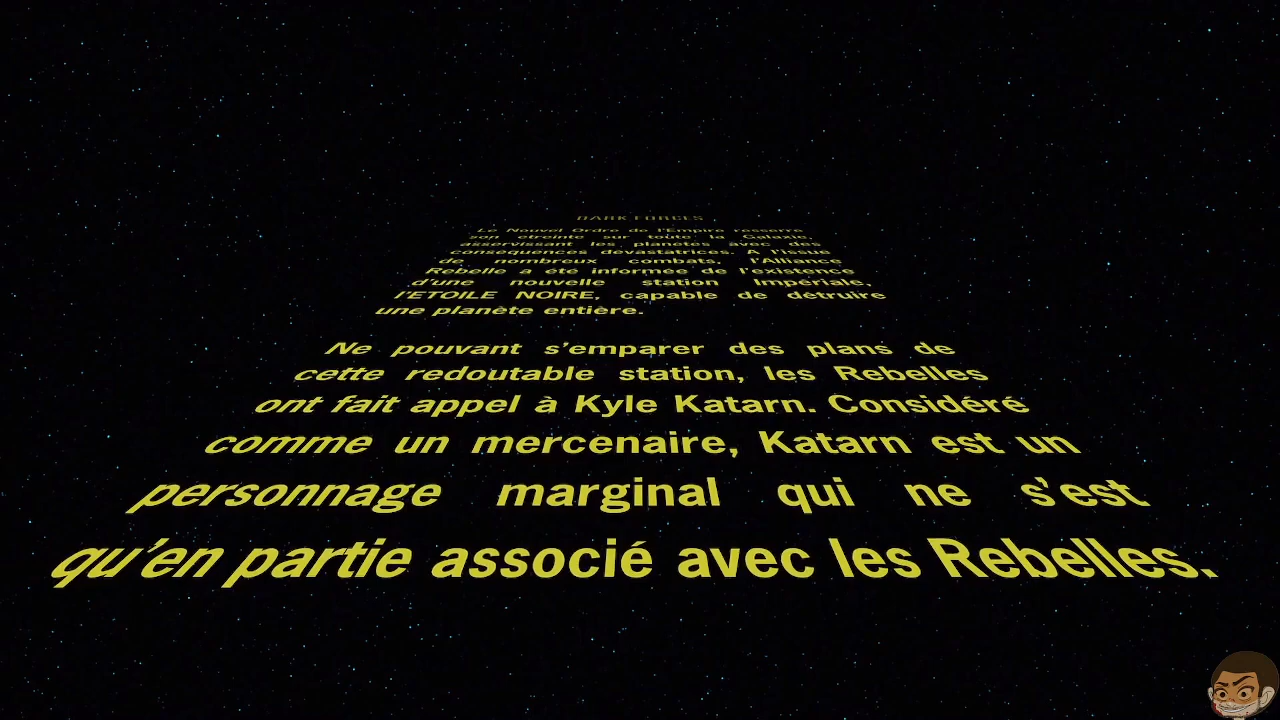 DARK FORCES
Le Nouvel Ordre de l'Empire resserre
son étreinte sur toute la Galaxie,
asservissant les planètes avec des
conséquences dévastatrices. A l'issue
de nombreux combats, l'Alliance
Rebelle a été informée de l'existence
d'une nouvelle station Impériale,
l'ETOILE NOIRE, capable de détruire
une planète entière.
Ne pouvant s'emparer des plans de
cette redoutable station, les Rebelles
ont fait appel à Kyle Katarn. Considéré
comme un mercenaire, Katarn est un
personnage marginal qui ne s'est
qu'en partie associé avec les Rebelles.